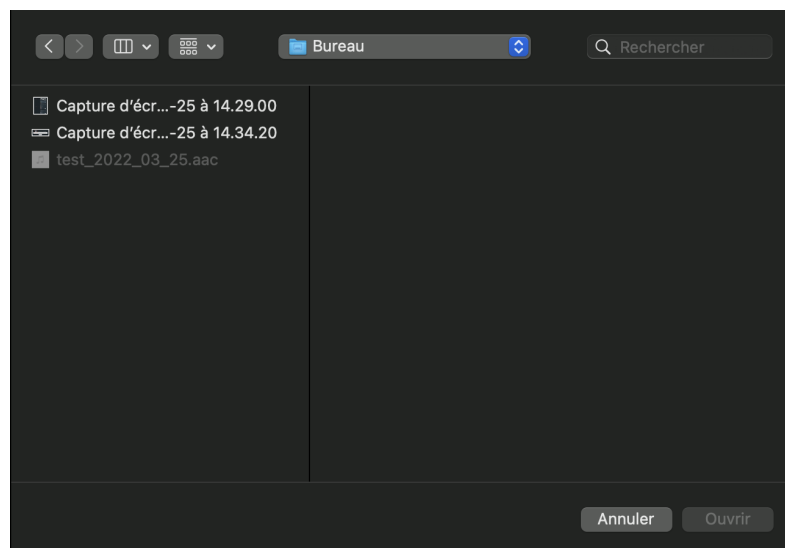 Bureau
Rechercher
Capture d’écr...-25 à 14.29.00
Capture d’écr...-25 à 14.34.20
test_2022_03_25.aac
Annuler
Ouvrir